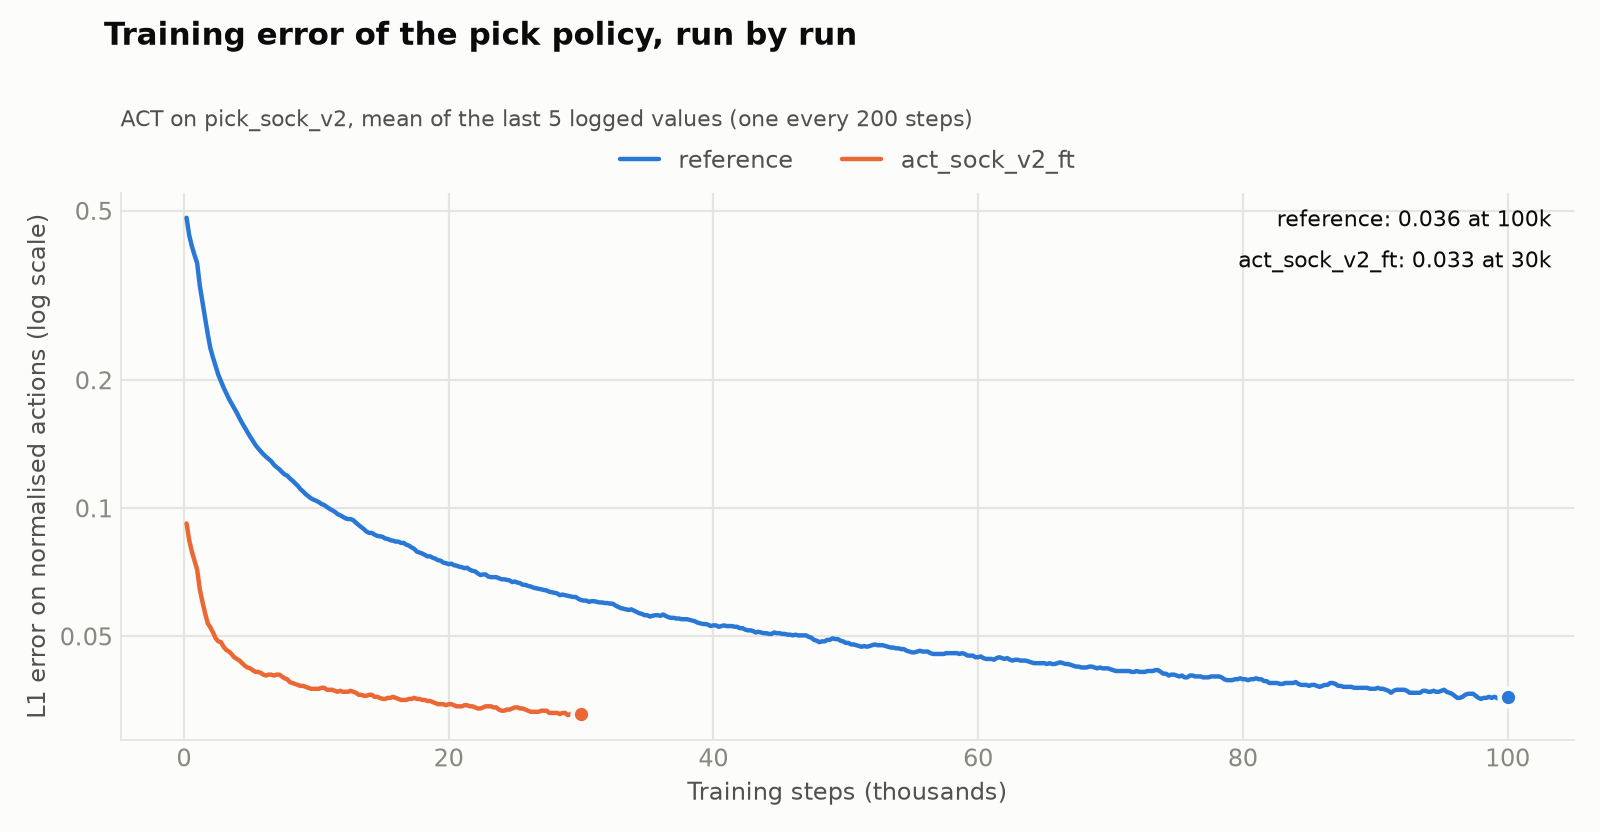 Training error of the pick policy, run by run
ACT on pick_sock_v2, mean of the last 5 logged values (one every 200 steps)
reference
act_sock_v2_ft
L1 error on normalised actions (log scale)
0.5
0.2
0.1
0.05
reference: 0.036 at 100k
act_sock_v2_ft: 0.033 at 30k
0
20
40
60
80
100
Training steps (thousands)